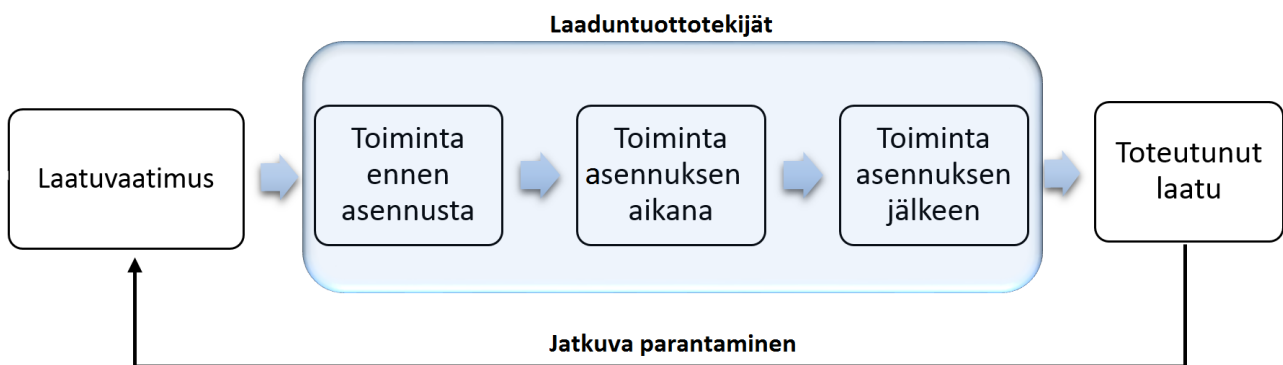 Laaduntuottotekijät
Laatuvaatimus
Toiminta
ennen
asennusta
Toiminta
asennuksen
aikana
Toiminta
asennuksen
jälkeen
Toteutunut
laatu
Jatkuva parantaminen